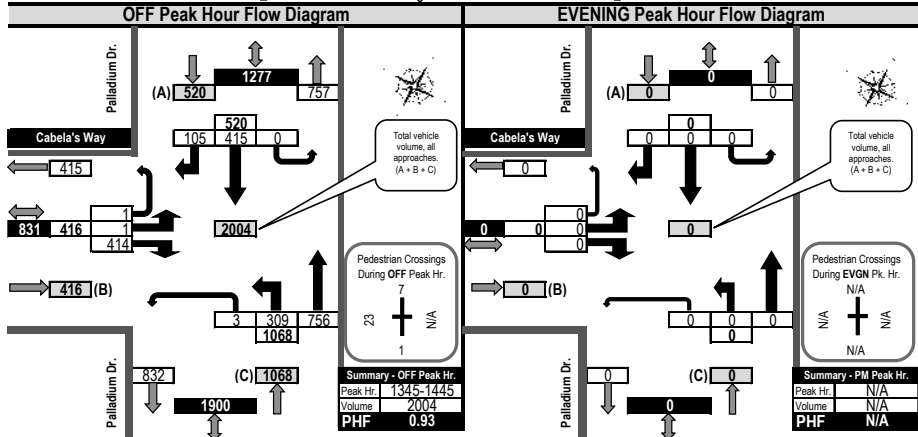 OFF Peak Hour Flow Diagram
Palladium Dr.
1277
(A) 520 757
520
105 415 0
Cabela's Way
415
Total vehicle
volume, all
approaches.
(A + B + C)
1
831 416 1
414
2004
416 (B)
Pedestrian Crossings
During OFF Peak Hr.
7
23 N/A
1
3 309 756
1068
Palladium Dr.
832
(C) 1068
1900
Summary - OFF Peak Hr.
Peak Hr. 1345-1445
Volume 2004
PHF 0.93
EVENING Peak Hour Flow Diagram
Palladium Dr.
0
(A) 0 0
0
0 0 0
Cabela's Way
0
Total vehicle
volume, all
approaches.
(A + B + C)
0
0 0 0
0
0
0 (B)
Pedestrian Crossings
During EVGN Pk. Hr.
N/A
N/A N/A
N/A
0 0 0
0
Palladium Dr.
0
(C) 0
0
Summary - PM Peak Hr.
Peak Hr. N/A
Volume N/A
PHF N/A